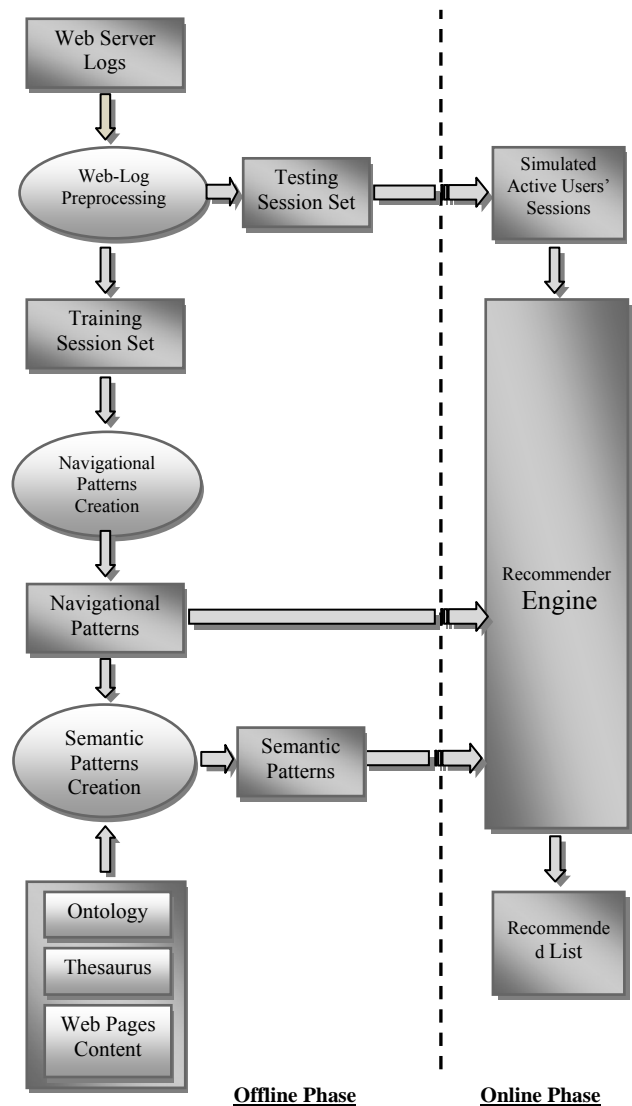 Web Server
Logs
Web-Log
Preprocessing
Testing
Session Set
Simulated
Active Users'
Sessions
Training
Session Set
Navigational
Patterns
Creation
Navigational
Patterns
Recommender
Engine
Semantic
Patterns
Creation
Semantic
Patterns
Ontology
Thesaurus
Web Pages
Content
Recommende
d List
Offline Phase
Online Phase